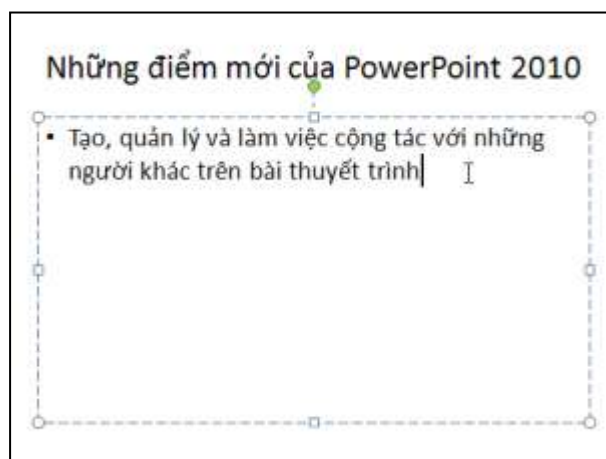 Những điểm mới của PowerPoint 2010
▪ Tạo, quản lý và làm việc cộng tác với những
người khác trên bài thuyết trình